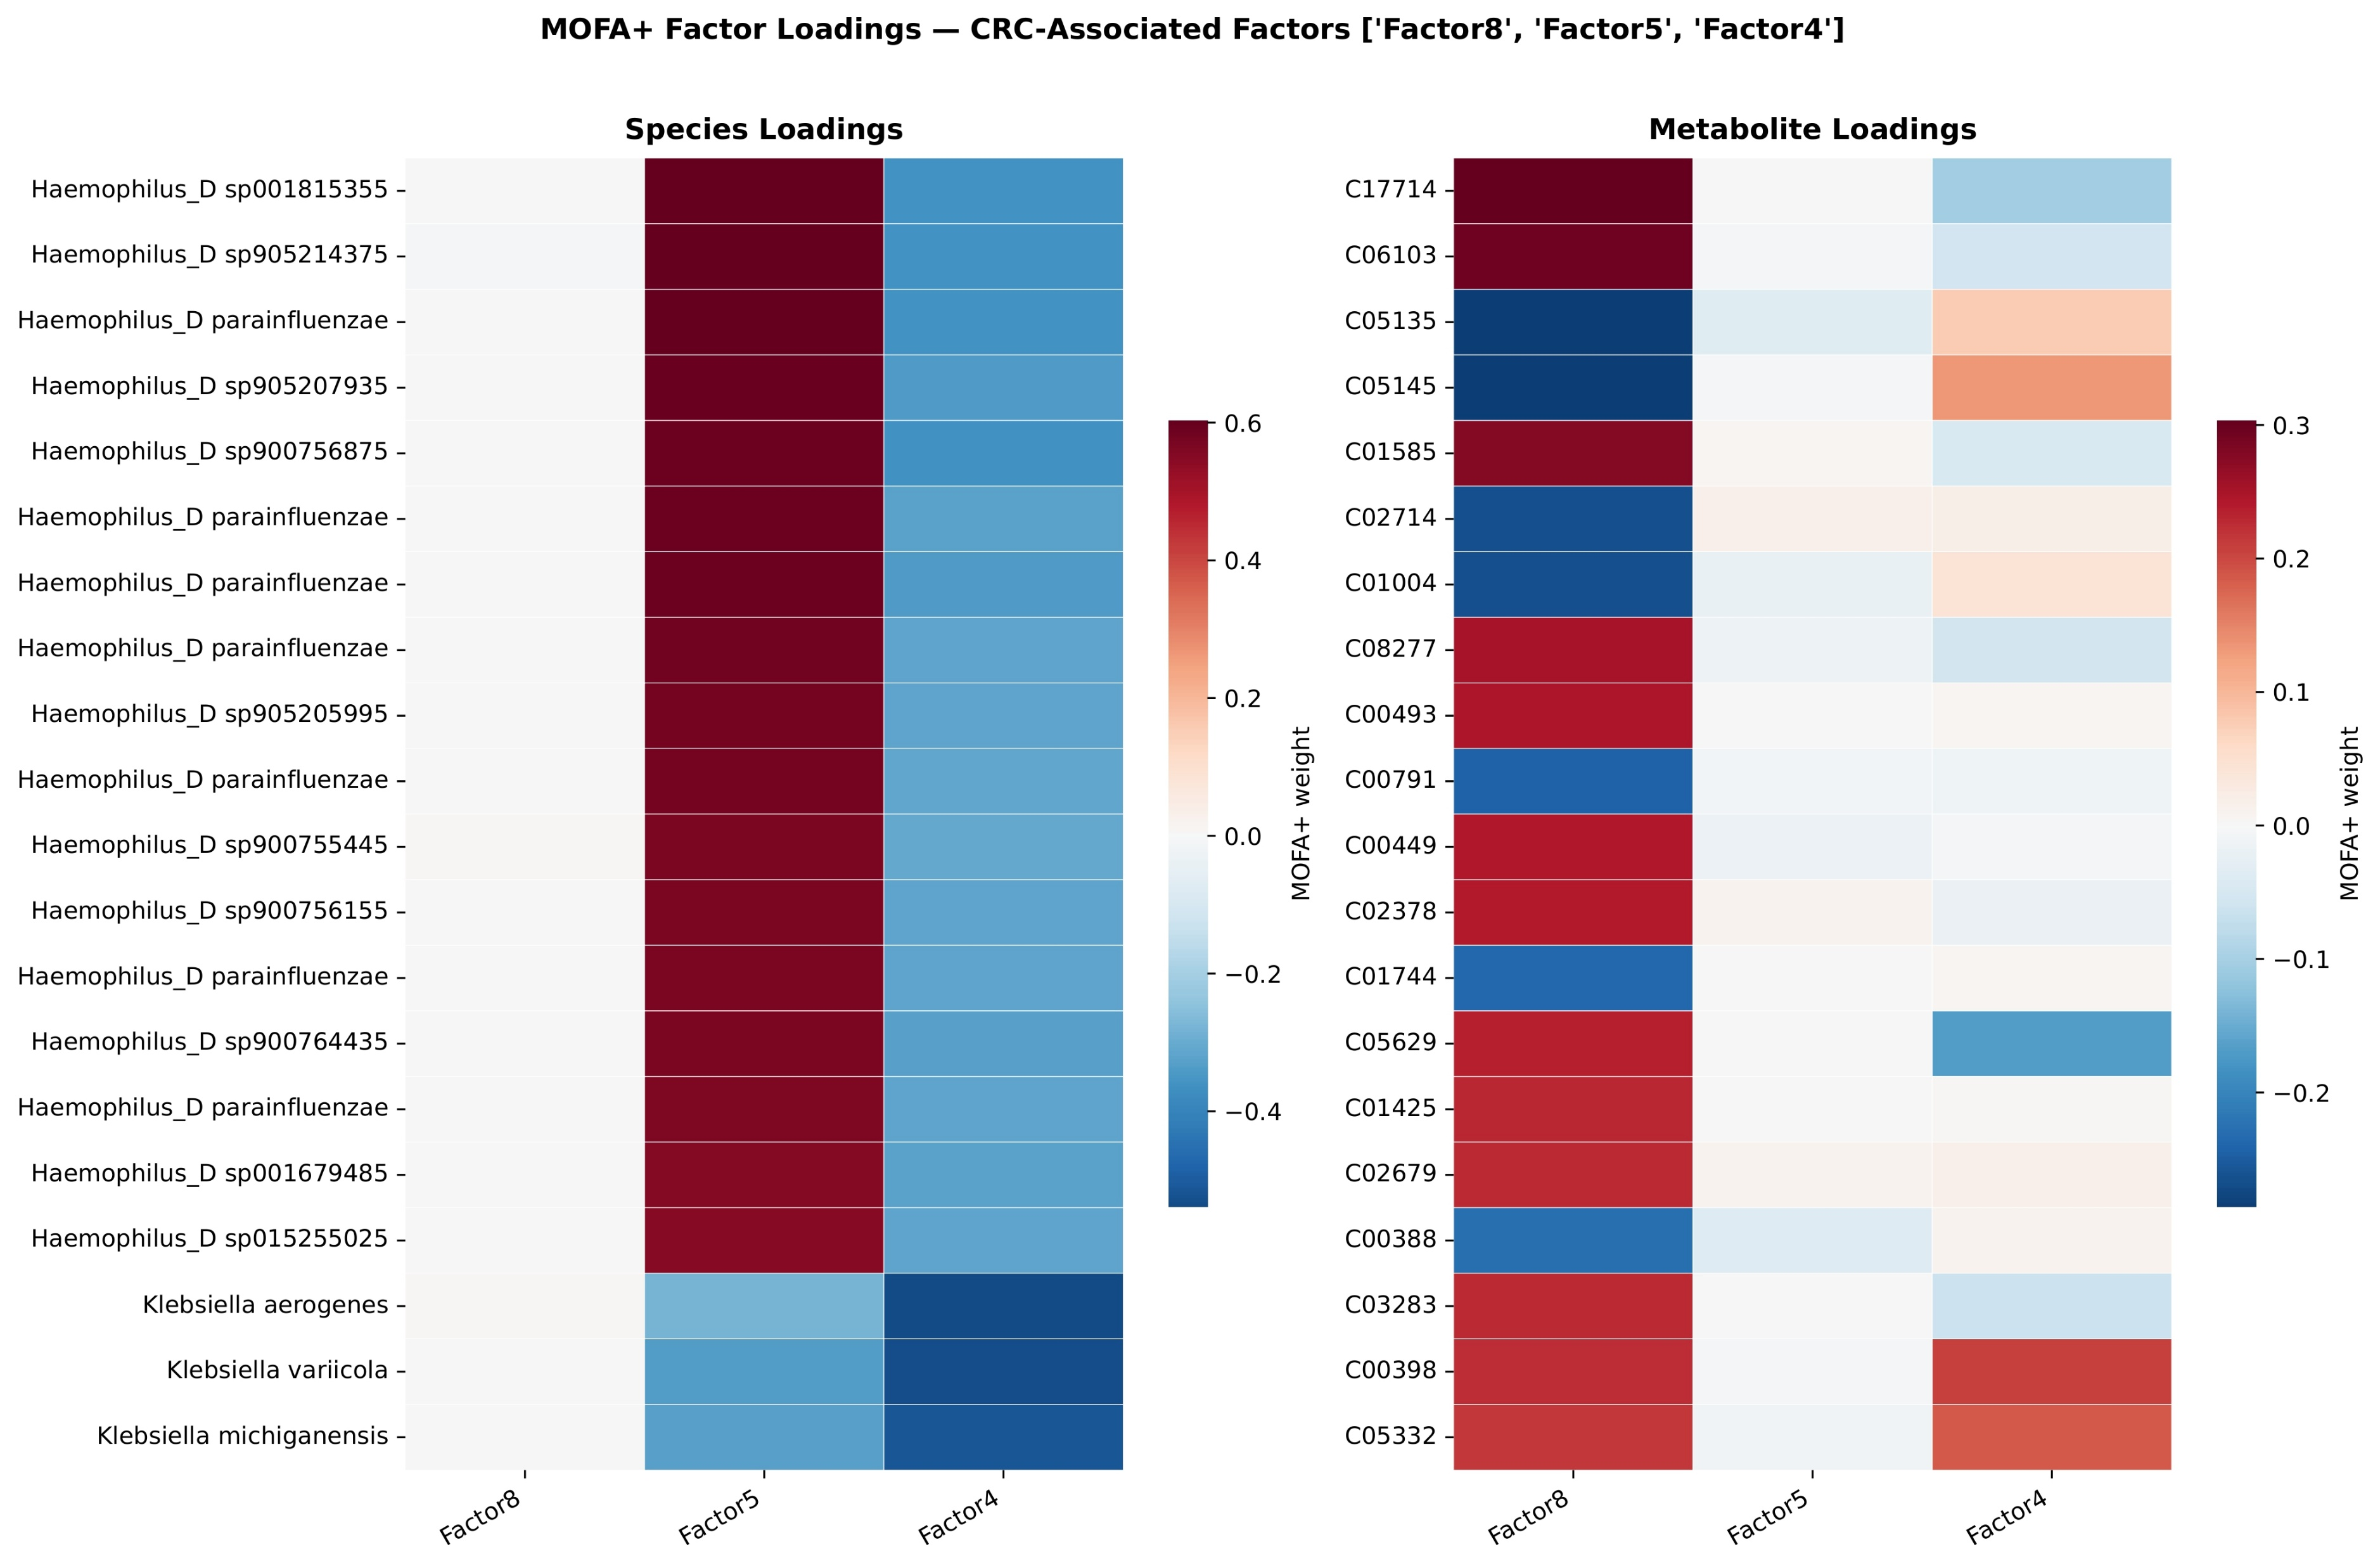 MOFA+ Factor Loadings — CRC-Associated Factors ['Factor8', 'Factor5', 'Factor4']
Species Loadings
Haemophilus_D sp001815355
Haemophilus_D sp905214375
Haemophilus_D parainfluenzae
Haemophilus_D sp905207935
Haemophilus_D sp900756875
Haemophilus_D parainfluenzae
Haemophilus_D parainfluenzae
Haemophilus_D parainfluenzae
Haemophilus_D sp905205995
Haemophilus_D parainfluenzae
Haemophilus_D sp900755445
Haemophilus_D sp900756155
Haemophilus_D parainfluenzae
Haemophilus_D sp900764435
Haemophilus_D parainfluenzae
Haemophilus_D sp001679485
Haemophilus_D sp015255025
Klebsiella aerogenes
Klebsiella variicola
Klebsiella michiganensis
Factor8
Factor5
Factor4
0.6
0.4
0.2
0.0
−0.2
−0.4
MOFA+ weight
Metabolite Loadings
C17714
C06103
C05135
C05145
C01585
C02714
C01004
C08277
C00493
C00791
C00449
C02378
C01744
C05629
C01425
C02679
C00388
C03283
C00398
C05332
Factor8
Factor5
Factor4
0.3
0.2
0.1
0.0
−0.1
−0.2
MOFA+ weight